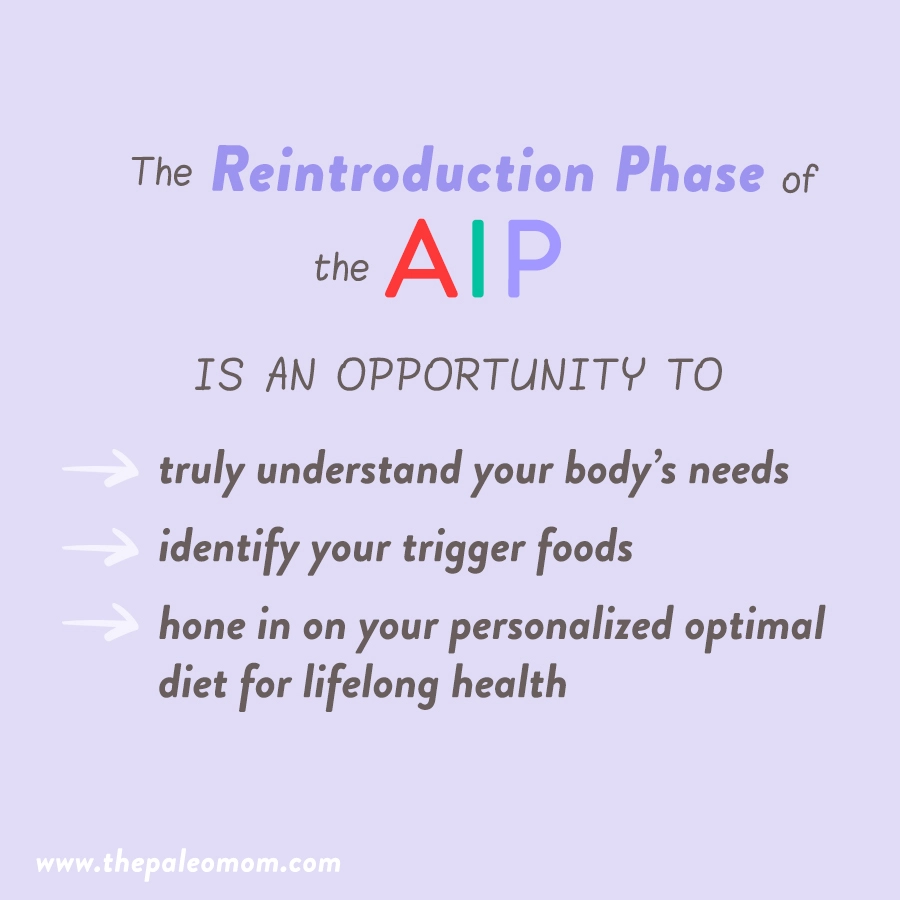 The Reintroduction Phase of
the AIP
IS AN OPPORTUNITY TO
truly understand your body's needs
identify your trigger foods
hone in on your personalized optimal
diet for lifelong health
www.thepaleomom.com